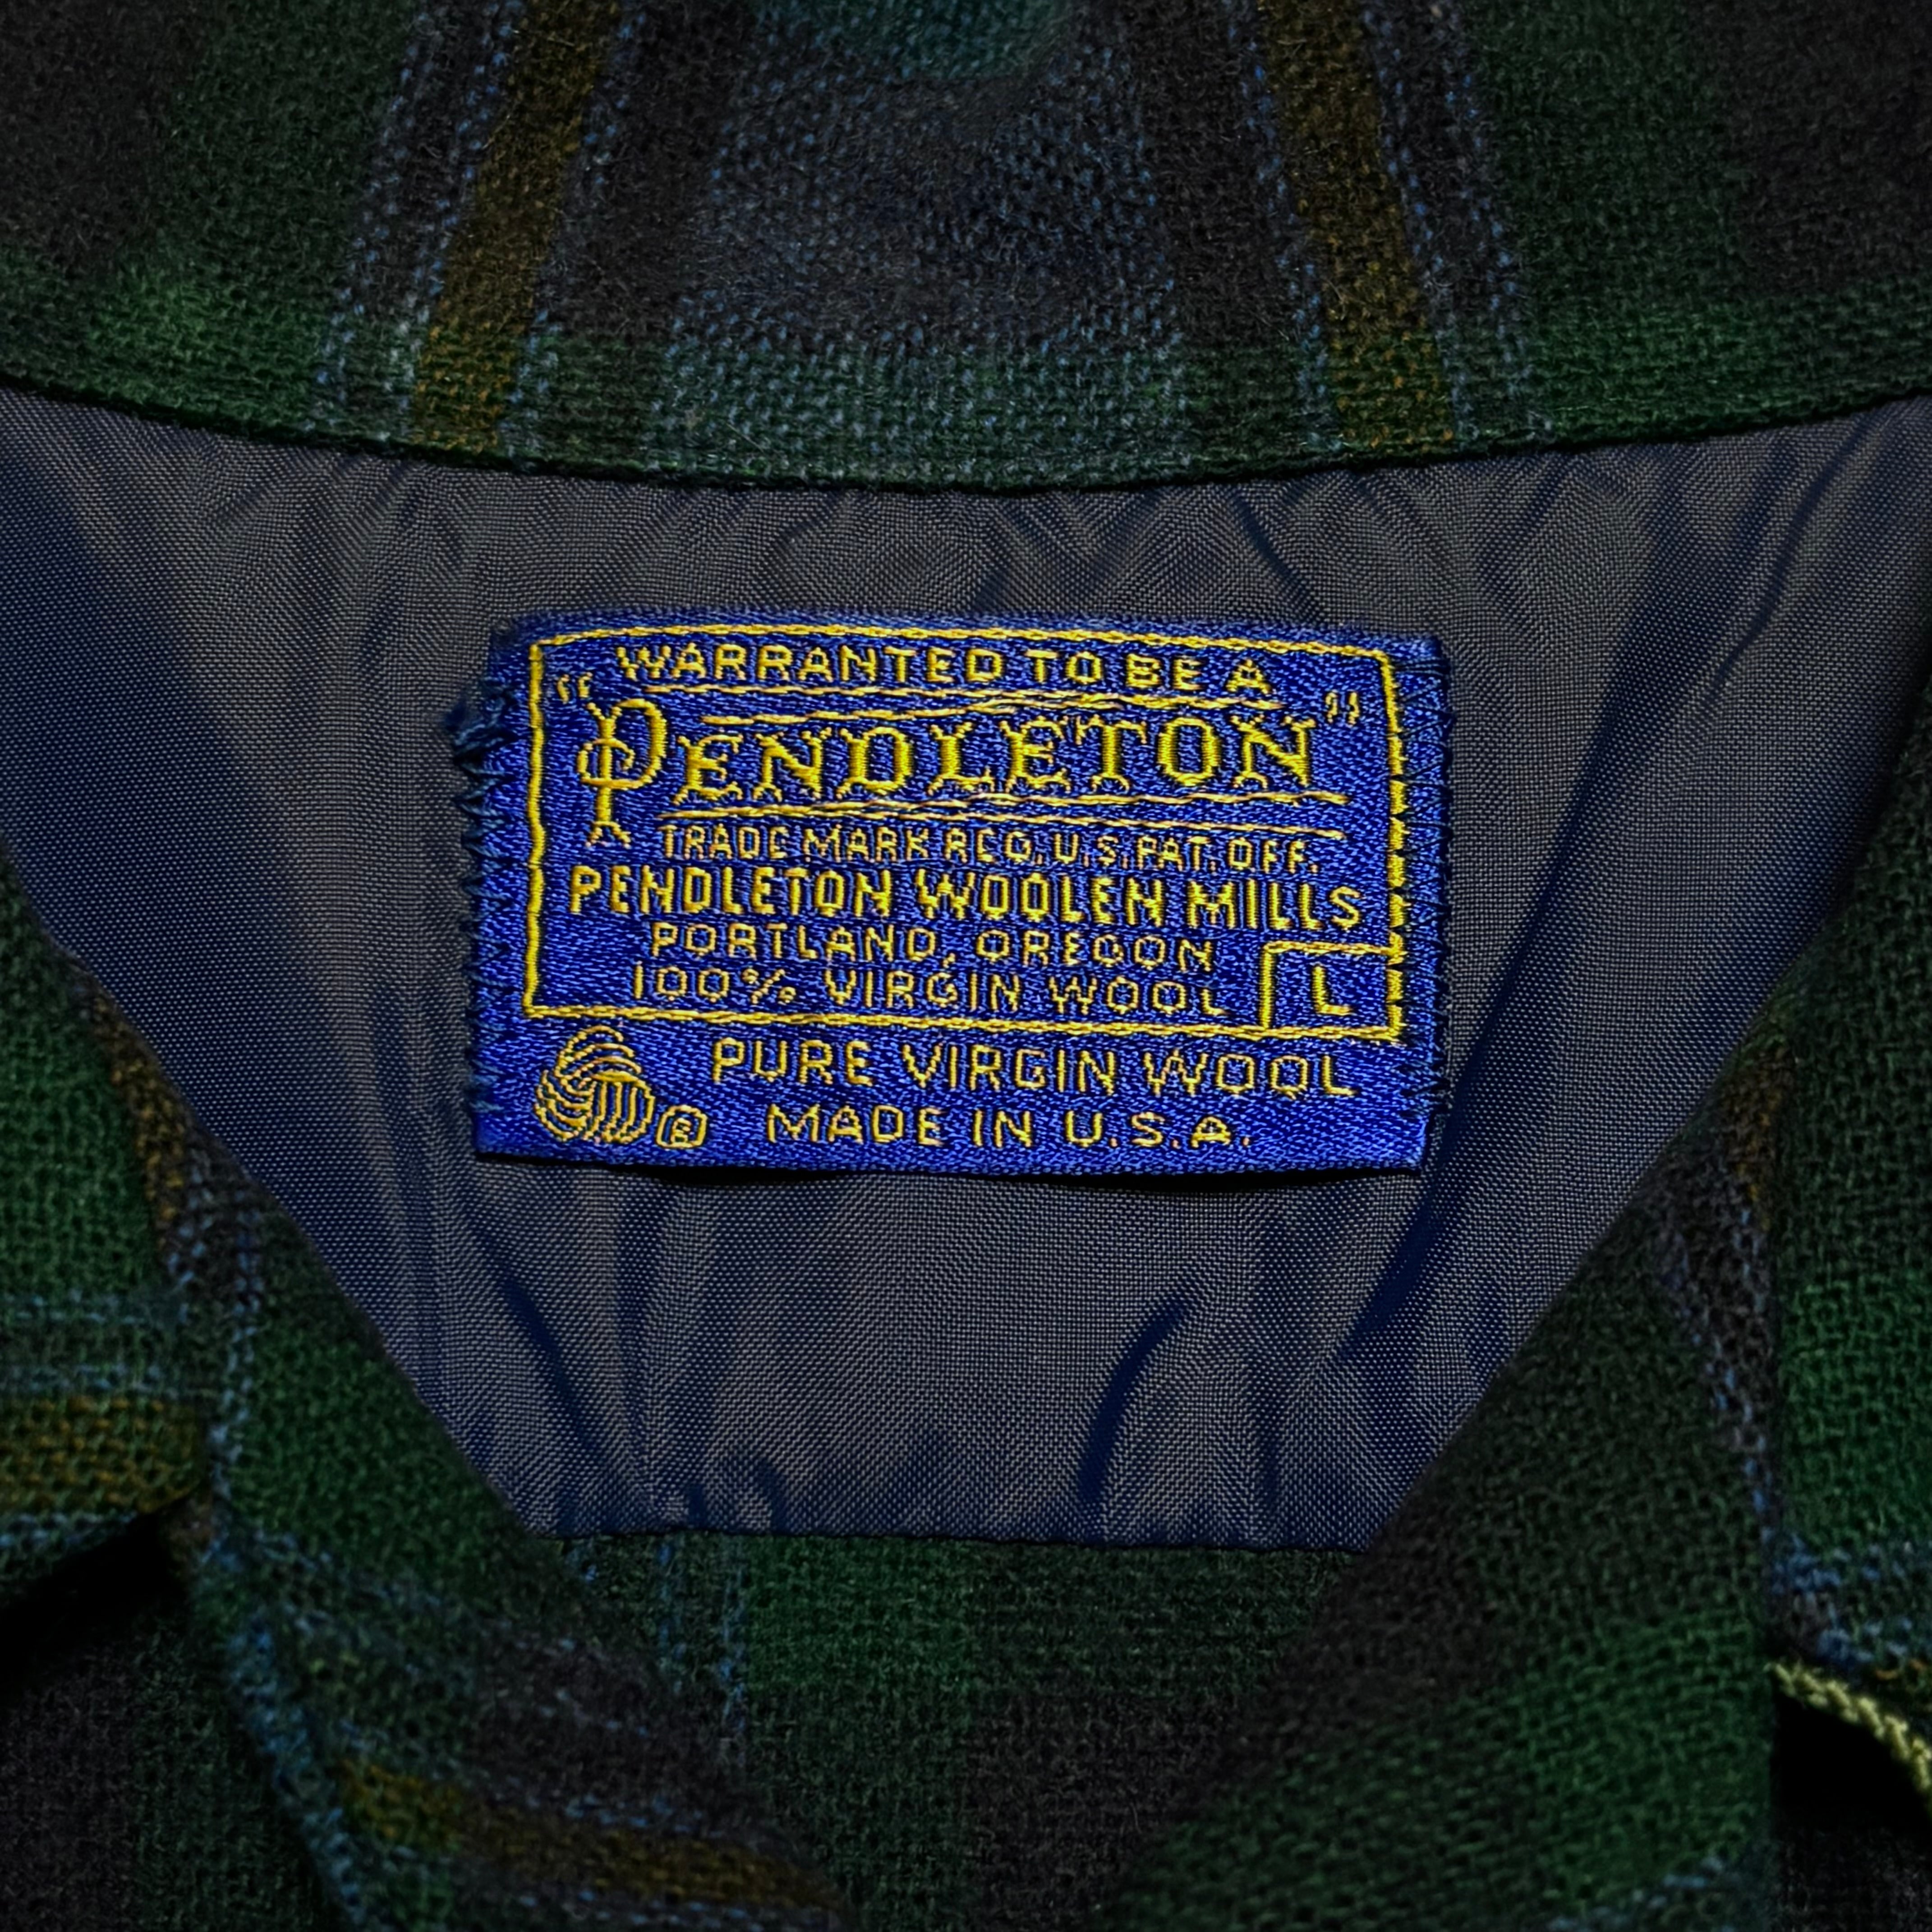 WARRANTED TO BE A
"PENDLETON"
TRADE MARK REG. U.S. PAT. OFF.
PENDLETON WOOLEN MILLS
PORTLAND, OREGON
100% VIRGIN WOOL L
PURE VIRGIN WOOL
® MADE IN U.S.A.